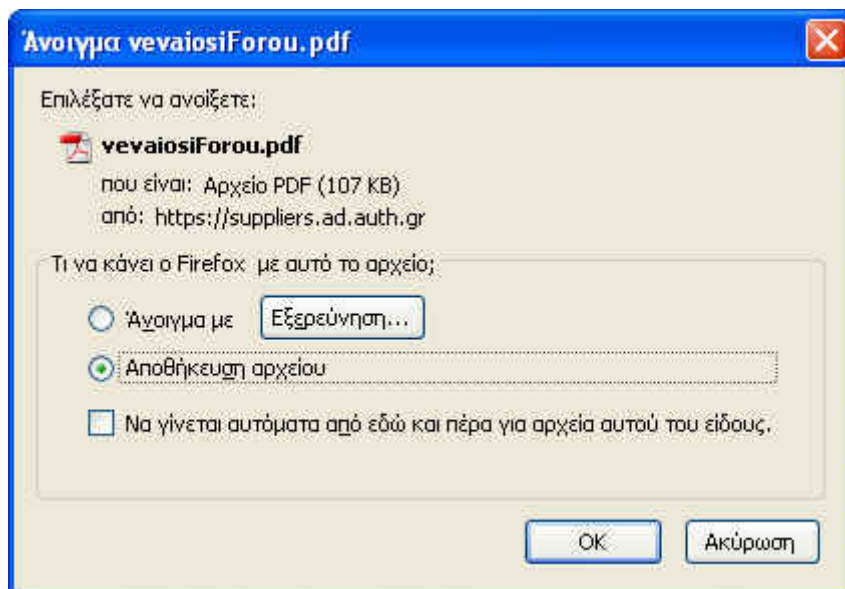 Άνοιγμα vevaiosiForou.pdf
Επιλέξατε να ανοίξετε:
vevaiosiForou.pdf
που είναι: Αρχείο PDF (107 KB)
από: https://suppliers.ad.auth.gr
Τι να κάνει ο Firefox με αυτό το αρχείο;
Άνοιγμα με Εξερεύνηση...
Αποθήκευση αρχείου
Να γίνεται αυτόματα από εδώ και πέρα για αρχεία αυτού του είδους.
OK Ακύρωση